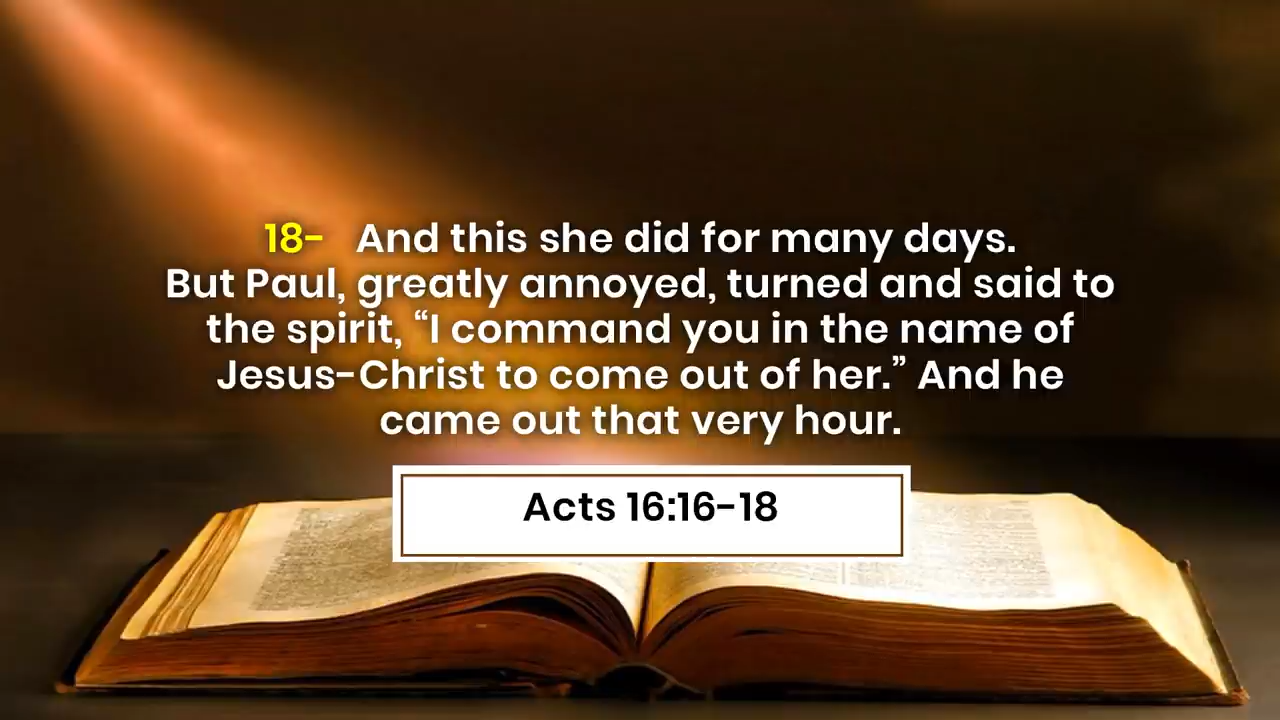 18- And this she did for many days.
But Paul, greatly annoyed, turned and said to
the spirit, “I command you in the name of
Jesus-Christ to come out of her.” And he
came out that very hour.
Acts 16:16-18